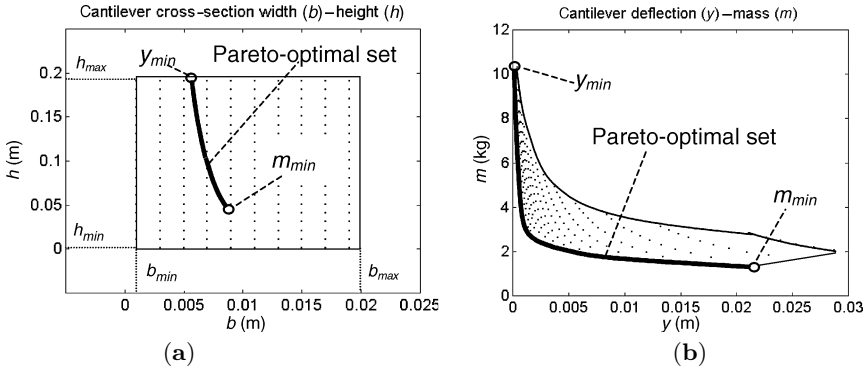 Cantilever cross-section width (b)-height (h)
h (m)
0.2
0.15
0.1
0.05
0
h_max
h_min
y_min
Pareto-optimal set
m_min
b_min
b_max
0
0.005
0.01
0.015
0.02
0.025
b (m)
(a)
Cantilever deflection (y)-mass (m)
m (kg)
12
10
8
6
4
2
0
y_min
Pareto-optimal set
m_min
0
0.005
0.01
0.015
0.02
0.025
0.03
y (m)
(b)